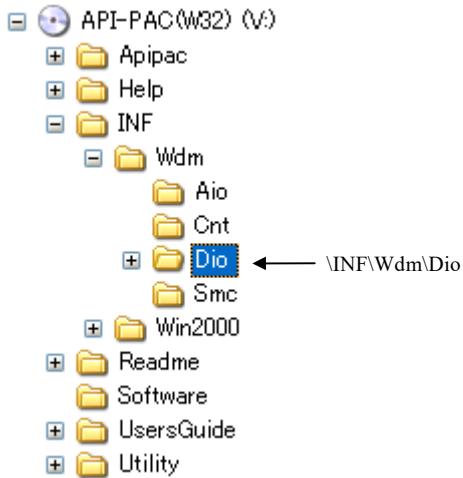 API-PAC(W32) (V:)
Apipac
Help
INF
Wdm
Aio
Cnt
Dio \INF\Wdm\Dio
Smc
Win2000
Readme
Software
UsersGuide
Utility